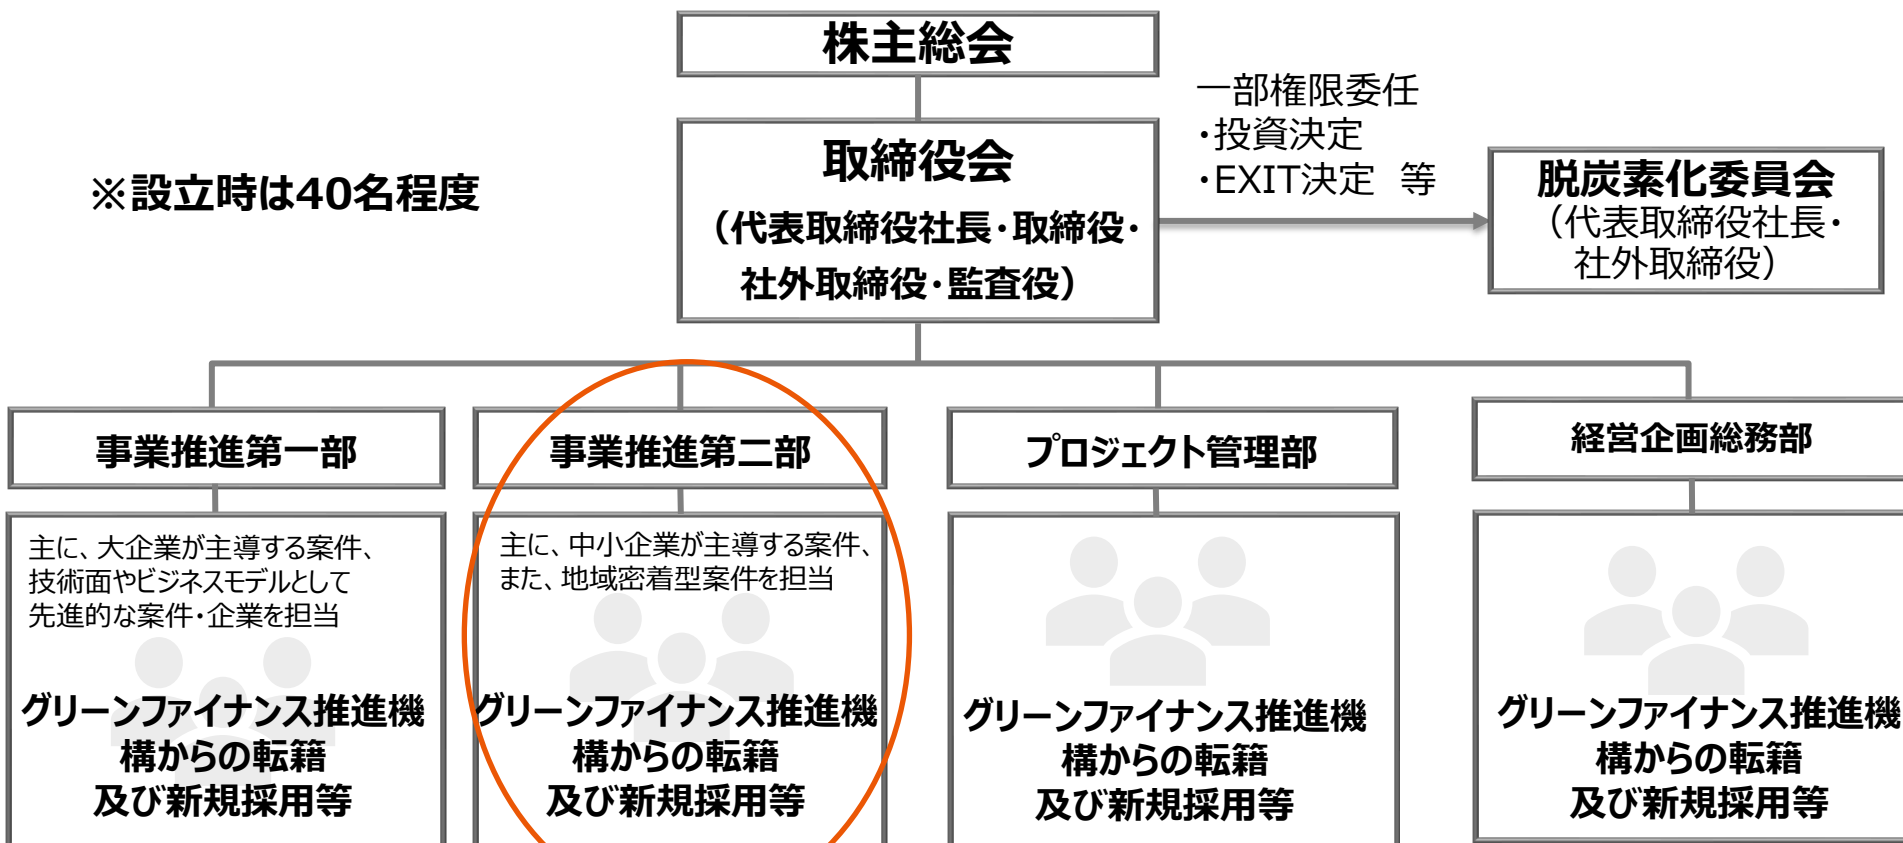 株主総会
一部権限委任
・投資決定
・EXIT決定 等
取締役会
（代表取締役社長・取締役・
社外取締役・監査役）
脱炭素化委員会
（代表取締役社長・
社外取締役）
※設立時は40名程度
事業推進第一部
事業推進第二部
プロジェクト管理部
経営企画総務部
主に、大企業が主導する案件、
技術面やビジネスモデルとして
先進的な案件・企業を担当
グリーンファイナンス推進機
構からの転籍
及び新規採用等
主に、中小企業が主導する案件、
また、地域密着型案件を担当
グリーンファイナンス推進機
構からの転籍
及び新規採用等
グリーンファイナンス推進機
構からの転籍
及び新規採用等
グリーンファイナンス推進機
構からの転籍
及び新規採用等